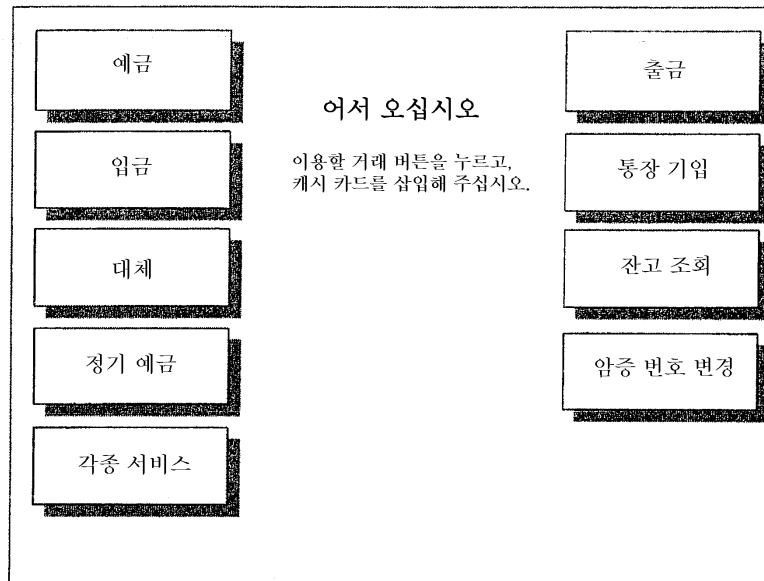 예금
입금
대체
정기 예금
각종 서비스
어서 오십시오
이용할 거래 버튼을 누르고,
캐시 카드를 삽입해 주십시오.
출금
통장 기입
잔고 조회
암증 번호 변경